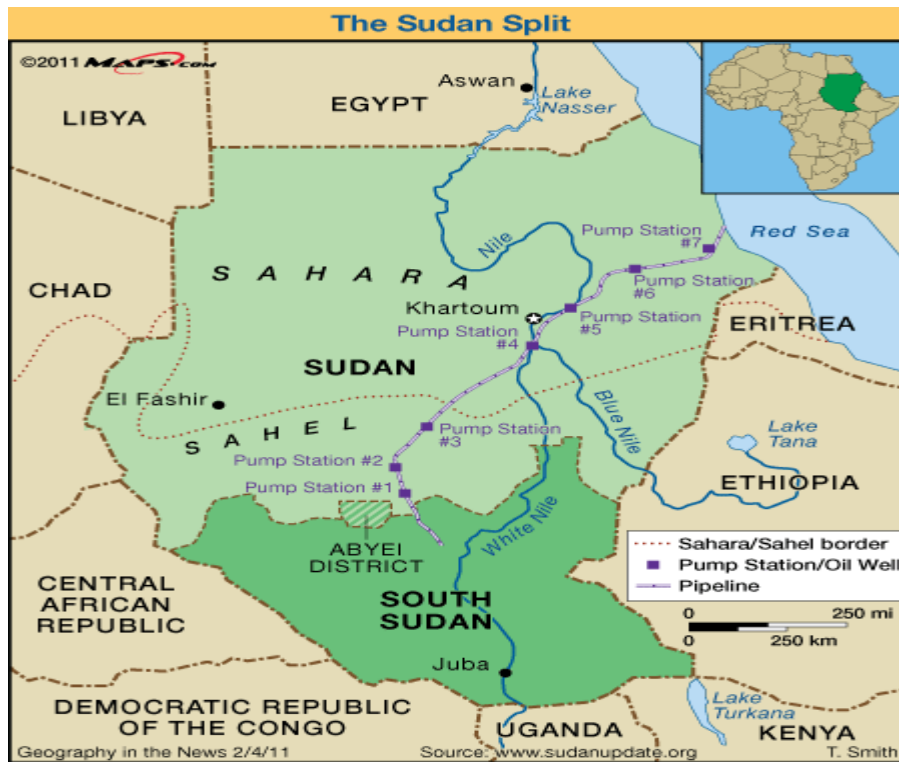 The Sudan Split
©2011 MAPS.COM
Aswan
Lake
Nasser
EGYPT
LIBYA
Red Sea
Nile
Pump Station
#7
SAHARA
Pump Station
#6
CHAD
Khartoum
Pump Station
#5
Pump Station
#4
ERITREA
SUDAN
El Fashir
SAHEL
Blue Nile
Lake
Tana
Pump Station
#3
Pump Station #2
Pump Station #1
ETHIOPIA
White Nile
ABYEI
DISTRICT
Sahara/Sahel border
Pump Station/Oil Well
Pipeline
CENTRAL
AFRICAN
REPUBLIC
SOUTH
SUDAN
0 250 mi
0 250 km
Juba
Lake
Turkana
DEMOCRATIC REPUBLIC
OF THE CONGO
UGANDA
KENYA
Geography in the News 2/4/11
Source: www.sudanupdate.org
T. Smith